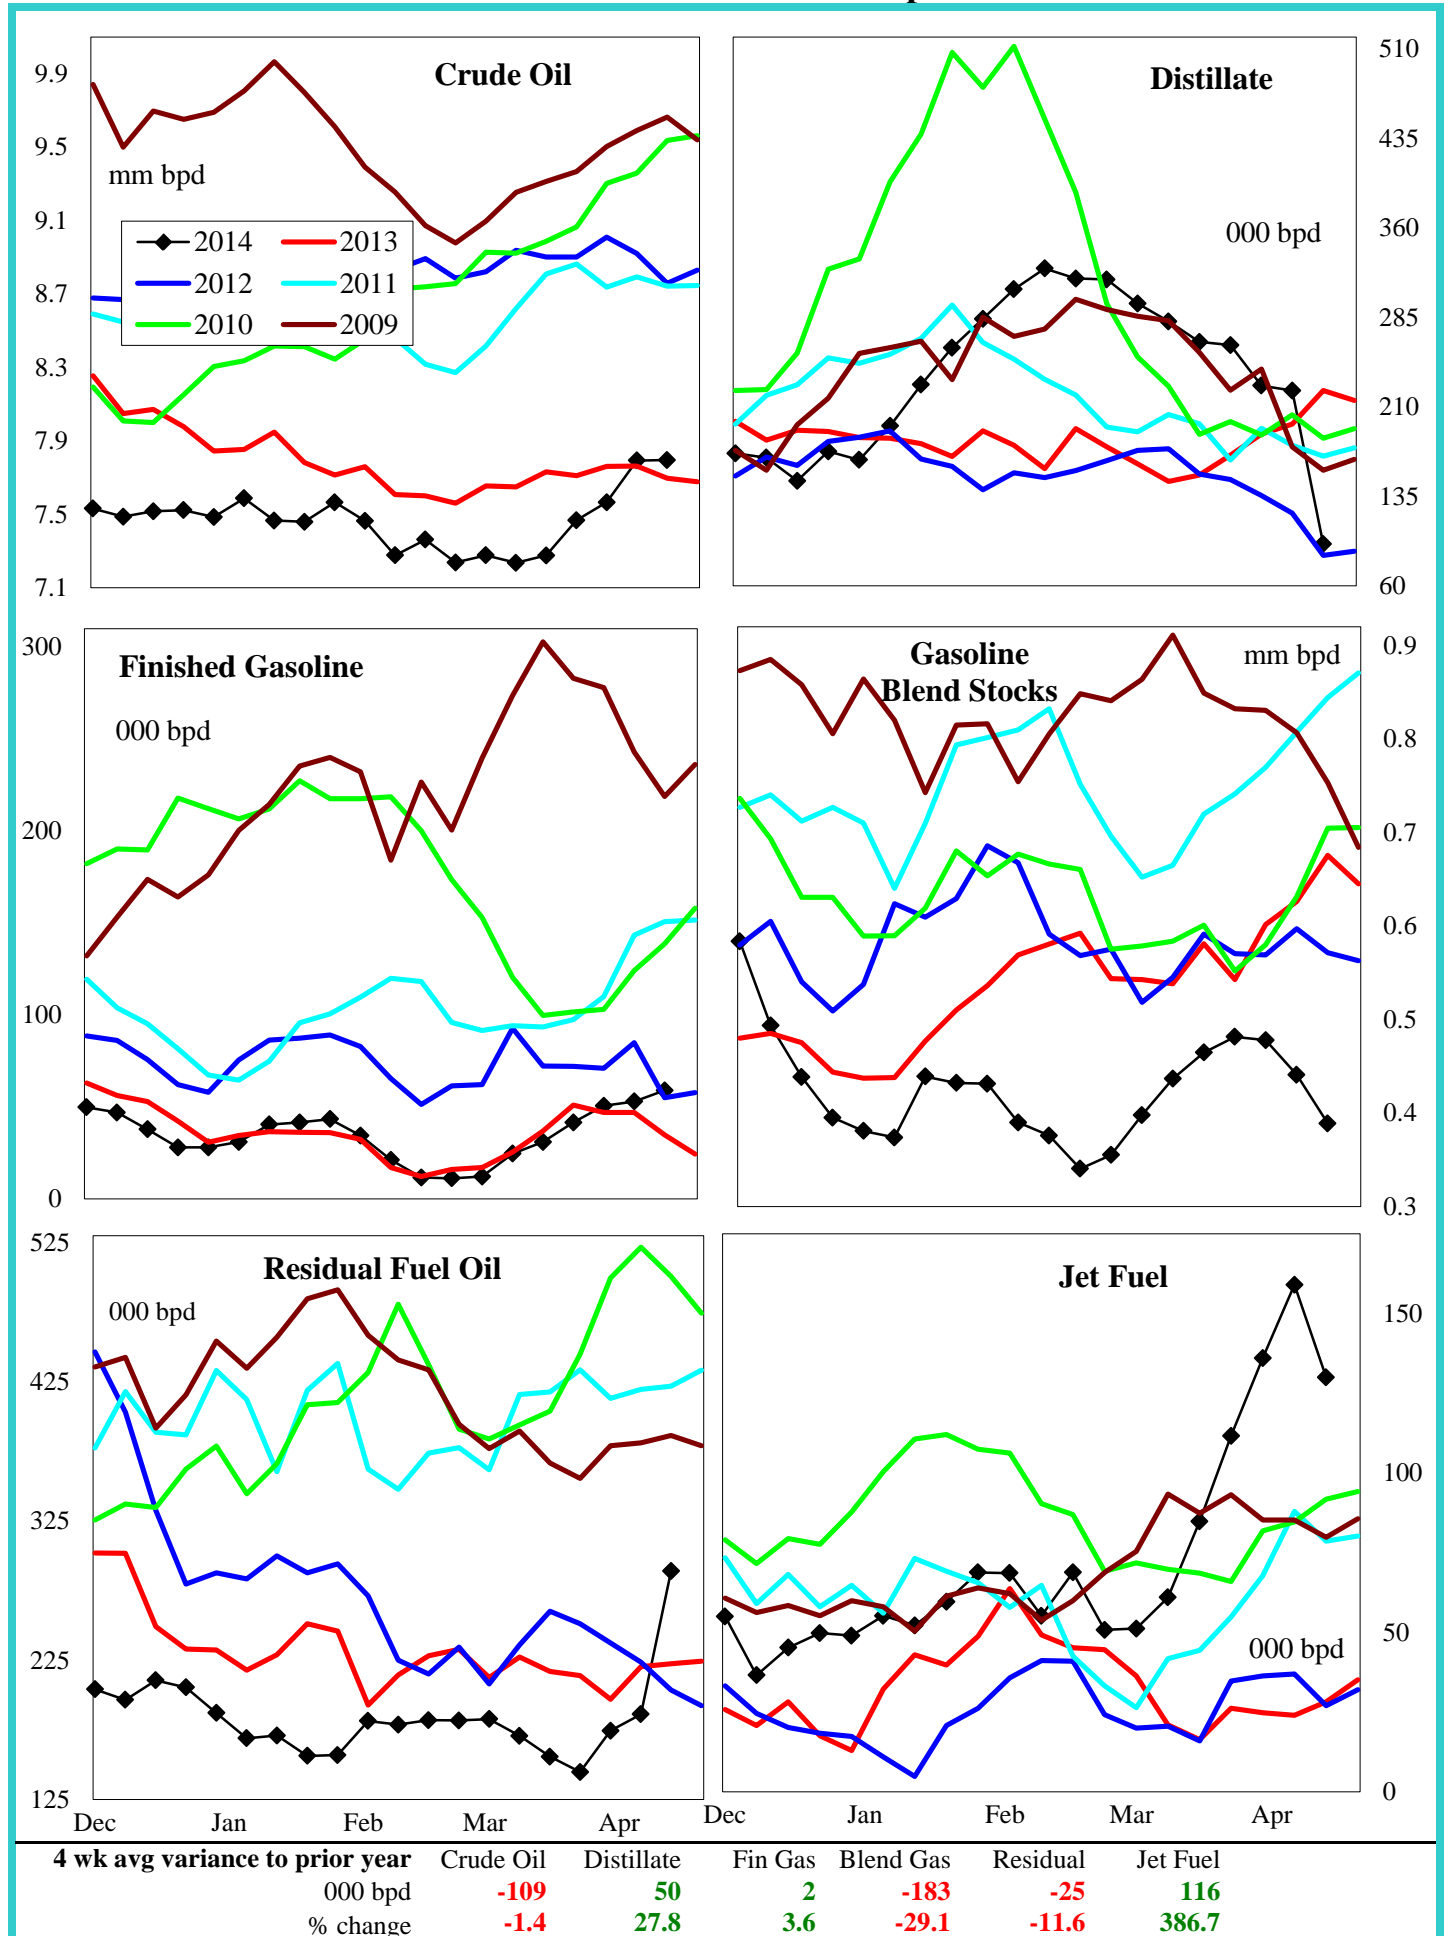 Crude Oil
mm bpd
9.9
9.5
9.1
8.7
8.3
7.9
7.5
7.1
2014
2013
2012
2011
2010
2009
Distillate
000 bpd
510
435
360
285
210
135
60
Finished Gasoline
000 bpd
300
200
100
0
Gasoline
Blend Stocks
mm bpd
0.9
0.8
0.7
0.6
0.5
0.4
0.3
Residual Fuel Oil
000 bpd
525
425
325
225
125
Dec Jan Feb Mar Apr
Jet Fuel
000 bpd
150
100
50
0
Dec Jan Feb Mar Apr
4 wk avg variance to prior year Crude Oil Distillate Fin Gas Blend Gas Residual Jet Fuel
000 bpd -109 50 2 -183 -25 116
% change -1.4 27.8 3.6 -29.1 -11.6 386.7